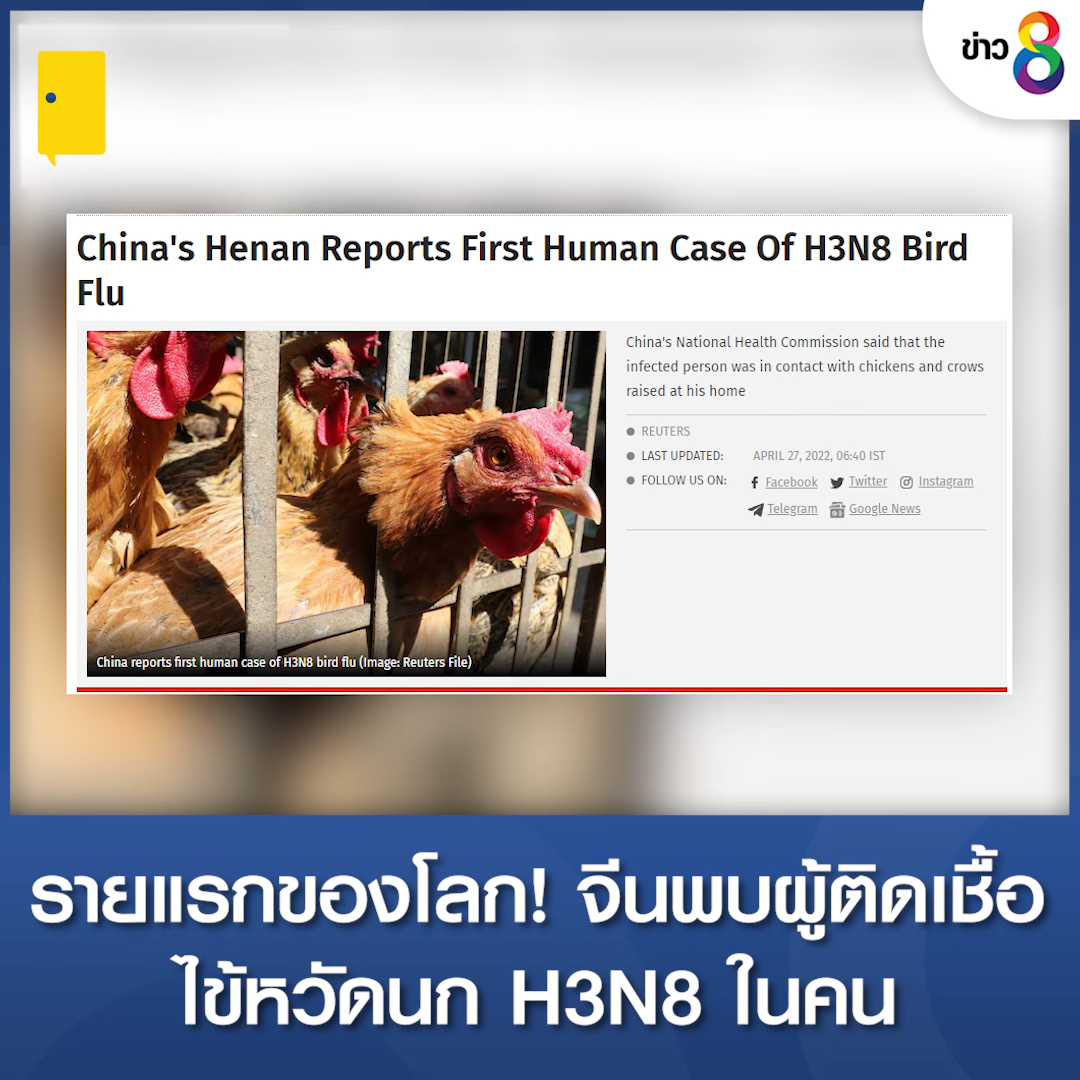 ข่าว 8
China's Henan Reports First Human Case Of H3N8 Bird
Flu
China's National Health Commission said that the
infected person was in contact with chickens and crows
raised at his home
REUTERS
LAST UPDATED: APRIL 27, 2022, 06:40 IST
FOLLOW US ON: Facebook Twitter Instagram
Telegram Google News
China reports first human case of H3N8 bird flu (Image: Reuters File)
รายแรกของโลก! จีนพบผู้ติดเชื้อ
ไข้หวัดนก H3N8 ในคน